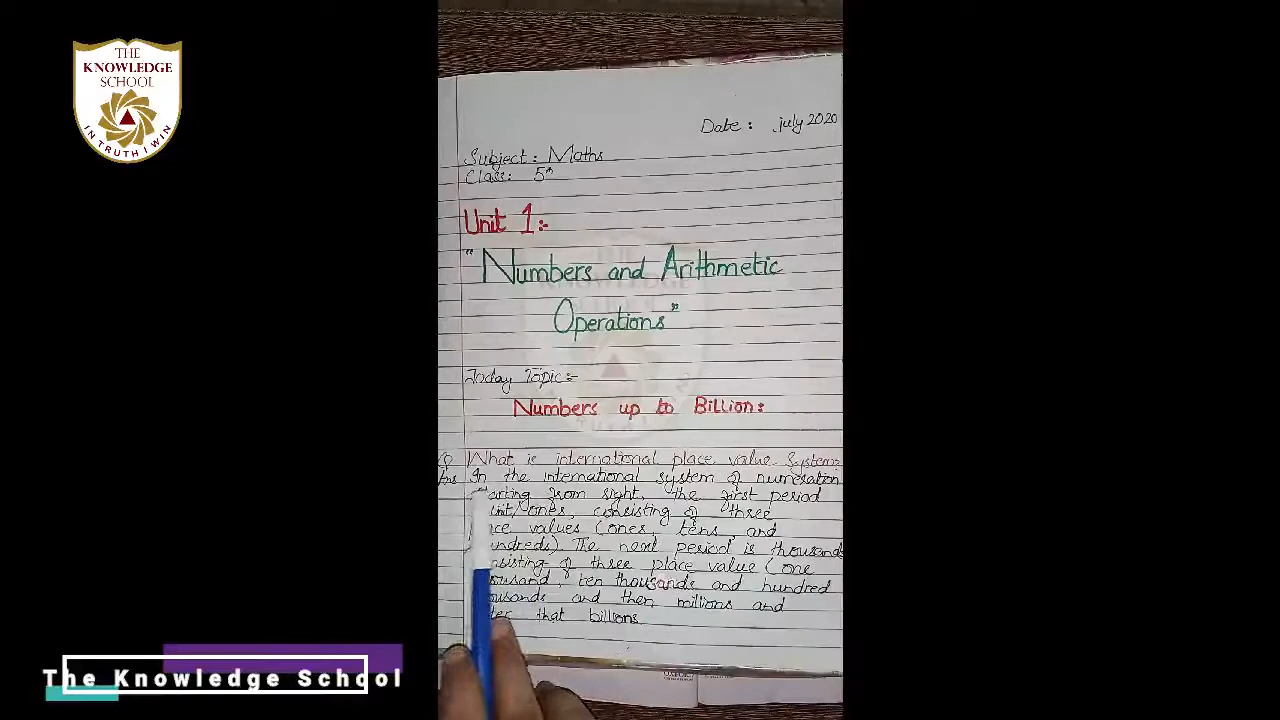 THE
KNOWLEDGE
SCHOOL
IN TRUTH I WIN
Date: july 2020
Subject: Maths
Class: 5th
Unit 1:-
"Numbers and Arithmetic
Operations"
Today Topic:-
Numbers up to Billion:
Q What is international place value System?
Ans In the international system of numeration
starting from right, the first period
unit/ones, consisting of three
values (ones, tens and
hundreds). The next period is thousands
consisting of three place value (one
thousand, ten thousands and hundred
thousands and then millions and
that billions
The Knowledge School